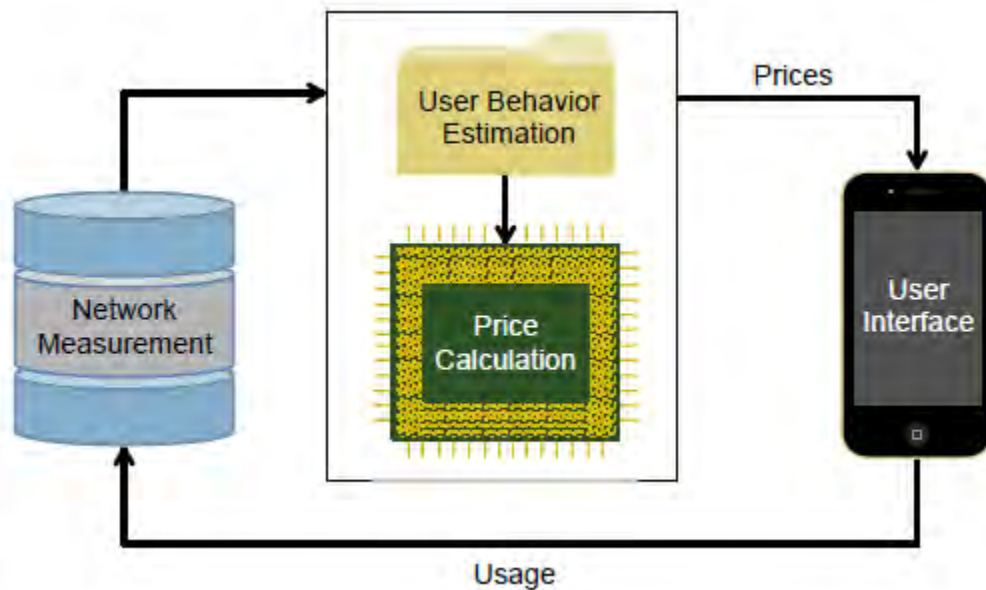 User Behavior
Estimation
Prices
Network
Measurement
Price
Calculation
User
Interface
Usage